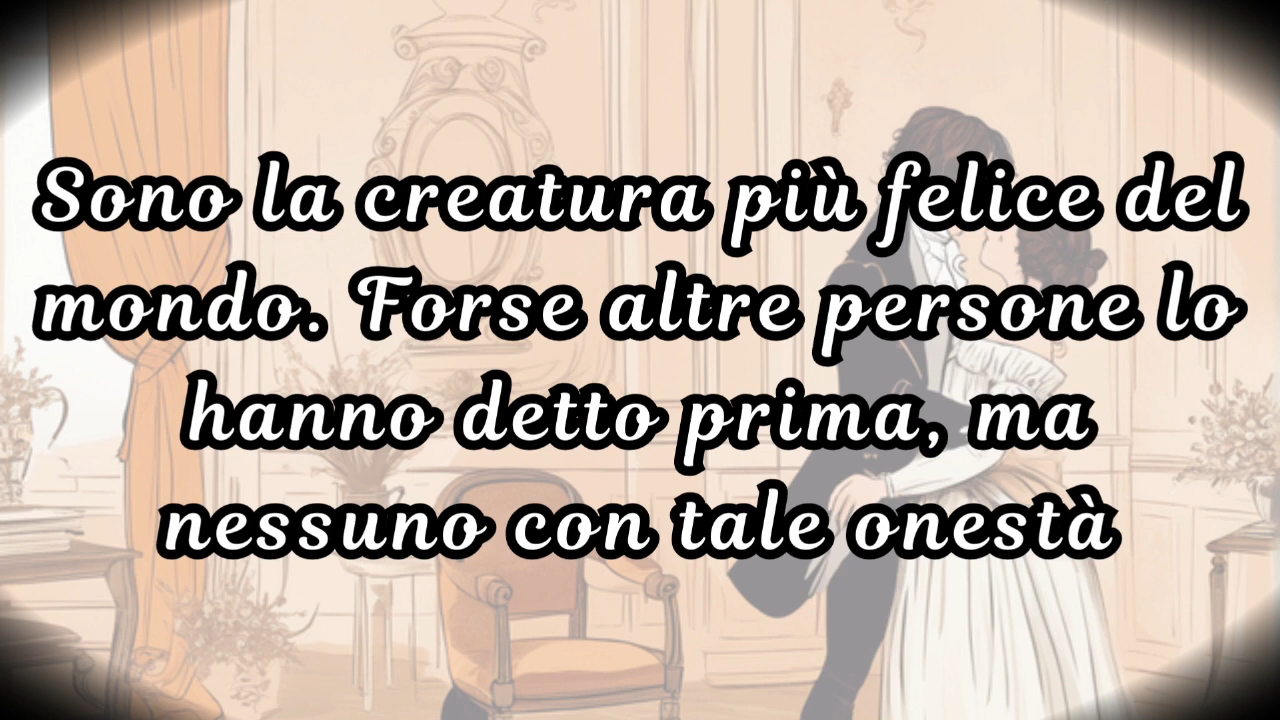 Sono la creatura più felice del
mondo. Forse altre persone lo
hanno detto prima, ma
nessuno con tale onestà